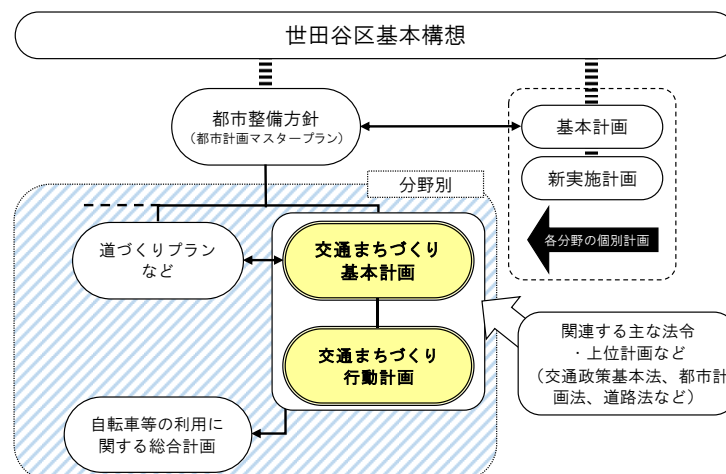 世田谷区基本構想
都市整備方針
（都市計画マスタープラン）
基本計画
新実施計画
分野別
各分野の個別計画
道づくりプラン
など
交通まちづくり
基本計画
交通まちづくり
行動計画
関連する主な法令
・上位計画など
（交通政策基本法、都市計
画法、道路法など）
自転車等の利用に
関する総合計画